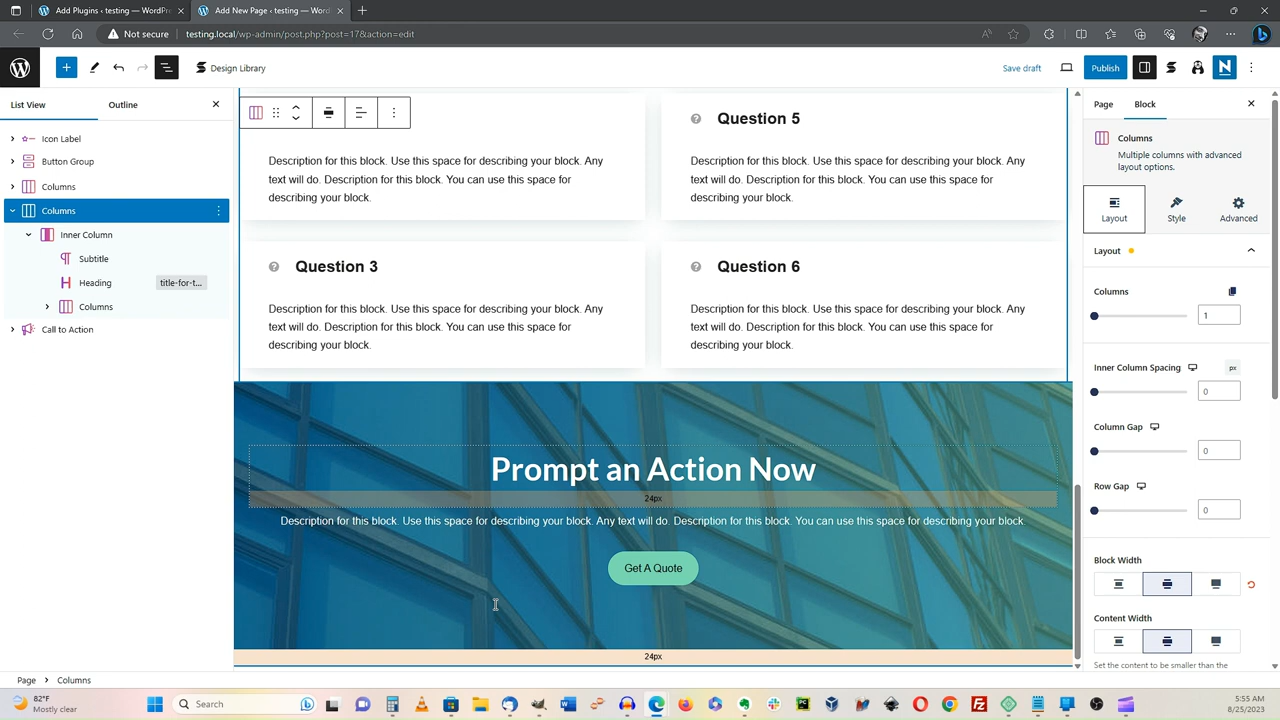 Add Plugins ‹ testing — WordPre
Add New Page ‹ testing — WordP
Not secure
testing.local/wp-admin/post.php?post=17&action=edit
Design Library
Save draft
Publish
List View
Outline
Page
Block
Icon Label
Button Group
Columns
Columns
Inner Column
Subtitle
Heading
title-for-t...
Columns
Call to Action
Question 5
Description for this block. Use this space for describing your block. Any
text will do. Description for this block. You can use this space for
describing your block.
Description for this block. Use this space for describing your block. Any
text will do. Description for this block. You can use this space for
describing your block.
Question 3
Question 6
Description for this block. Use this space for describing your block. Any
text will do. Description for this block. You can use this space for
describing your block.
Description for this block. Use this space for describing your block. Any
text will do. Description for this block. You can use this space for
describing your block.
Prompt an Action Now
24px
Description for this block. Use this space for describing your block. Any text will do. Description for this block. You can use this space for describing your block.
Get A Quote
24px
Columns
Multiple columns with advanced
layout options.
Layout
Style
Advanced
Layout
Columns
1
Inner Column Spacing
px
0
Column Gap
0
Row Gap
0
Block Width
Content Width
Set the content to be smaller than the
Page
Columns
82°F
Mostly clear
Search
5:55 AM
8/25/2023